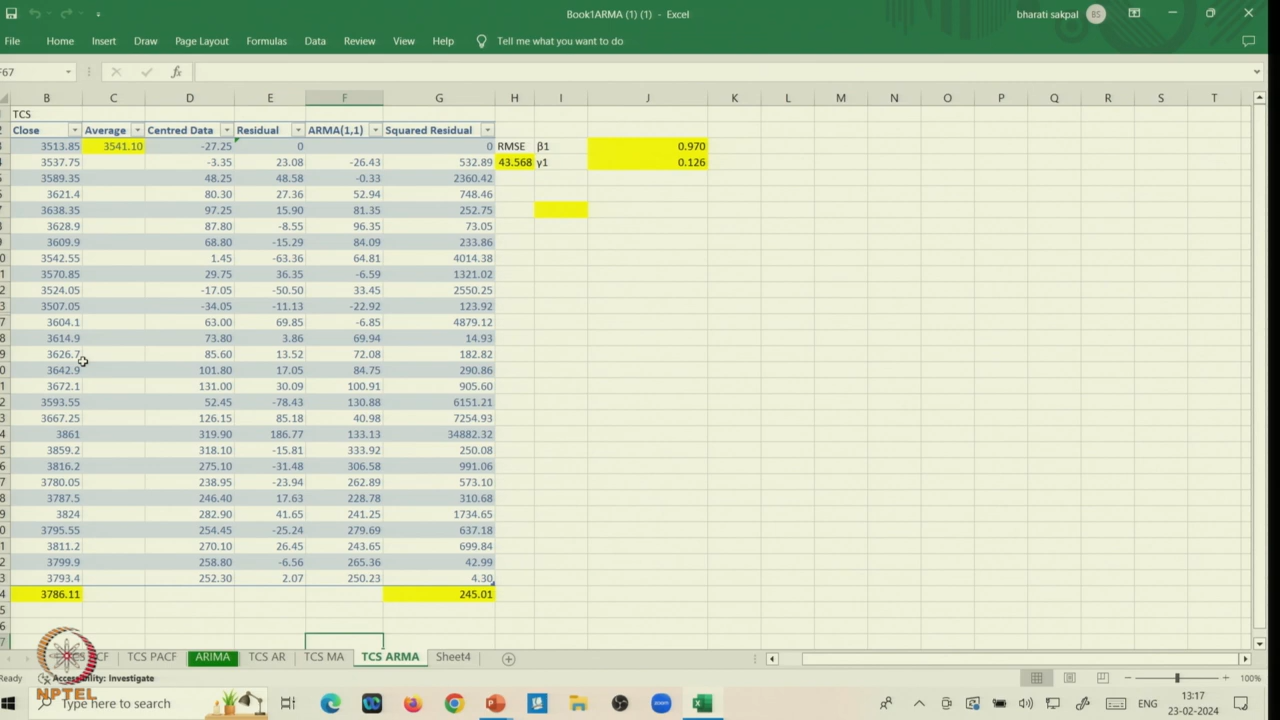 Book1ARMA (1) (1) - Excel
bharati sakpal BS
File Home Insert Draw Page Layout Formulas Data Review View Help Tell me what you want to do
F67 fx
B C D E F G H I J K L M N O P Q R S T
TCS
Close Average Centred Data Residual ARMA(1,1) Squared Residual
3513.85 3541.10 -27.25 0 0 RMSE β1 0.970
3537.75 -3.35 23.08 -26.43 532.89 43.568 γ1 0.126
3589.35 48.25 48.58 -0.33 2360.42
3621.4 80.30 27.36 52.94 748.46
3638.35 97.25 15.90 81.35 252.75
3628.9 87.80 -8.55 96.35 73.05
3609.9 68.80 -15.29 84.09 233.86
3542.55 1.45 -63.36 64.81 4014.38
3570.85 29.75 36.35 -6.59 1321.02
3524.05 -17.05 -50.50 33.45 2550.25
3507.05 -34.05 -11.13 -22.92 123.92
3604.1 63.00 69.85 -6.85 4879.12
3614.9 73.80 3.86 69.94 14.93
3626.7 85.60 13.52 72.08 182.82
3642.9 101.80 17.05 84.75 290.86
3672.1 131.00 30.09 100.91 905.60
3593.55 52.45 -78.43 130.88 6151.21
3667.25 126.15 85.18 40.98 7254.93
3861 319.90 186.77 133.13 34882.32
3859.2 318.10 -15.81 333.92 250.08
3816.2 275.10 -31.48 306.58 991.06
3780.05 238.95 -23.94 262.89 573.10
3787.5 246.40 17.63 228.78 310.68
3824 282.90 41.65 241.25 1734.65
3795.55 254.45 -25.24 279.69 637.18
3811.2 270.10 26.45 243.65 699.84
3799.9 258.80 -6.56 265.36 42.99
3793.4 252.30 2.07 250.23 4.30
3786.11 245.01
TCS PACF ARIMA TCS AR TCS MA TCS ARMA Sheet4
Ready Accessibility: Investigate 100%
NPTEL
Type here to search
ENG
13:17
23-02-2024